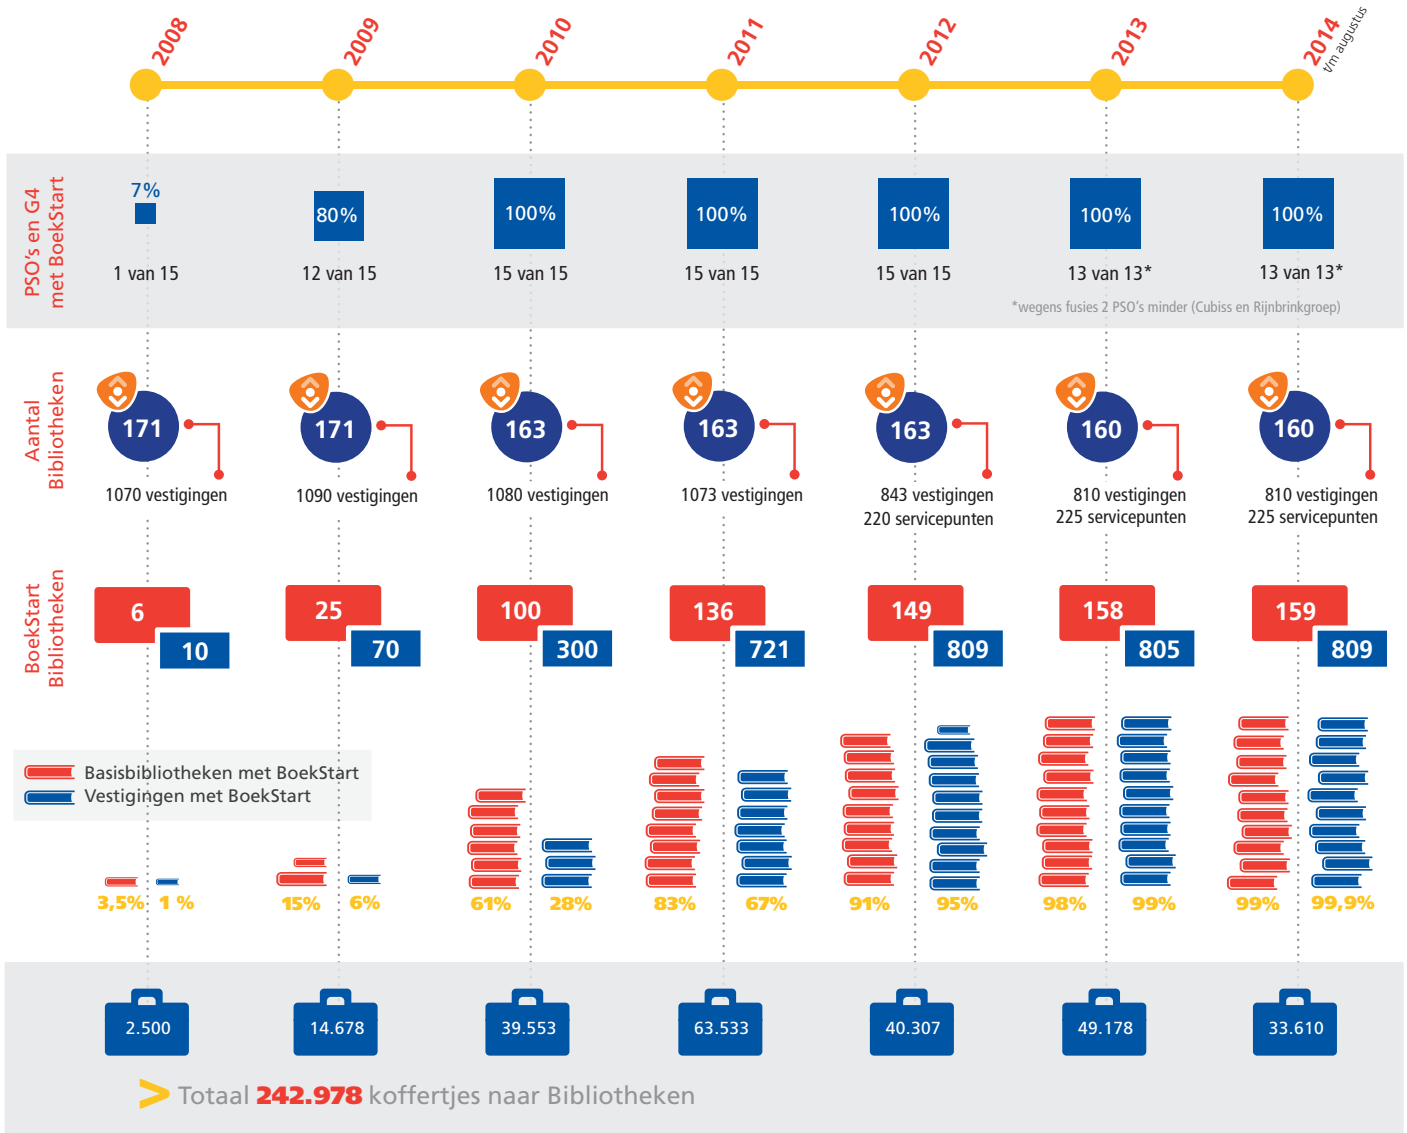 2008
2009
2010
2011
2012
2013
2014
t/m augustus
PSO's en G4
met BoekStart
7%
80%
100%
100%
100%
100%
100%
1 van 15
12 van 15
15 van 15
15 van 15
15 van 15
13 van 13*
13 van 13*
*wegens fusies 2 PSO's minder (Cubiss en Rijnbrinkgroep)
Aantal
Bibliotheken
171
171
163
163
163
160
160
1070 vestigingen
1090 vestigingen
1080 vestigingen
1073 vestigingen
843 vestigingen
220 servicepunten
810 vestigingen
225 servicepunten
810 vestigingen
225 servicepunten
BoekStart
Bibliotheken
6
10
25
70
100
300
136
721
149
809
158
805
159
809
Basisbibliotheken met BoekStart
Vestigingen met BoekStart
3,5% 1 %
15% 6%
61% 28%
83% 67%
91% 95%
98% 99%
99% 99,9%
2.500
14.678
39.553
63.533
40.307
49.178
33.610
> Totaal 242.978 koffertjes naar Bibliotheken